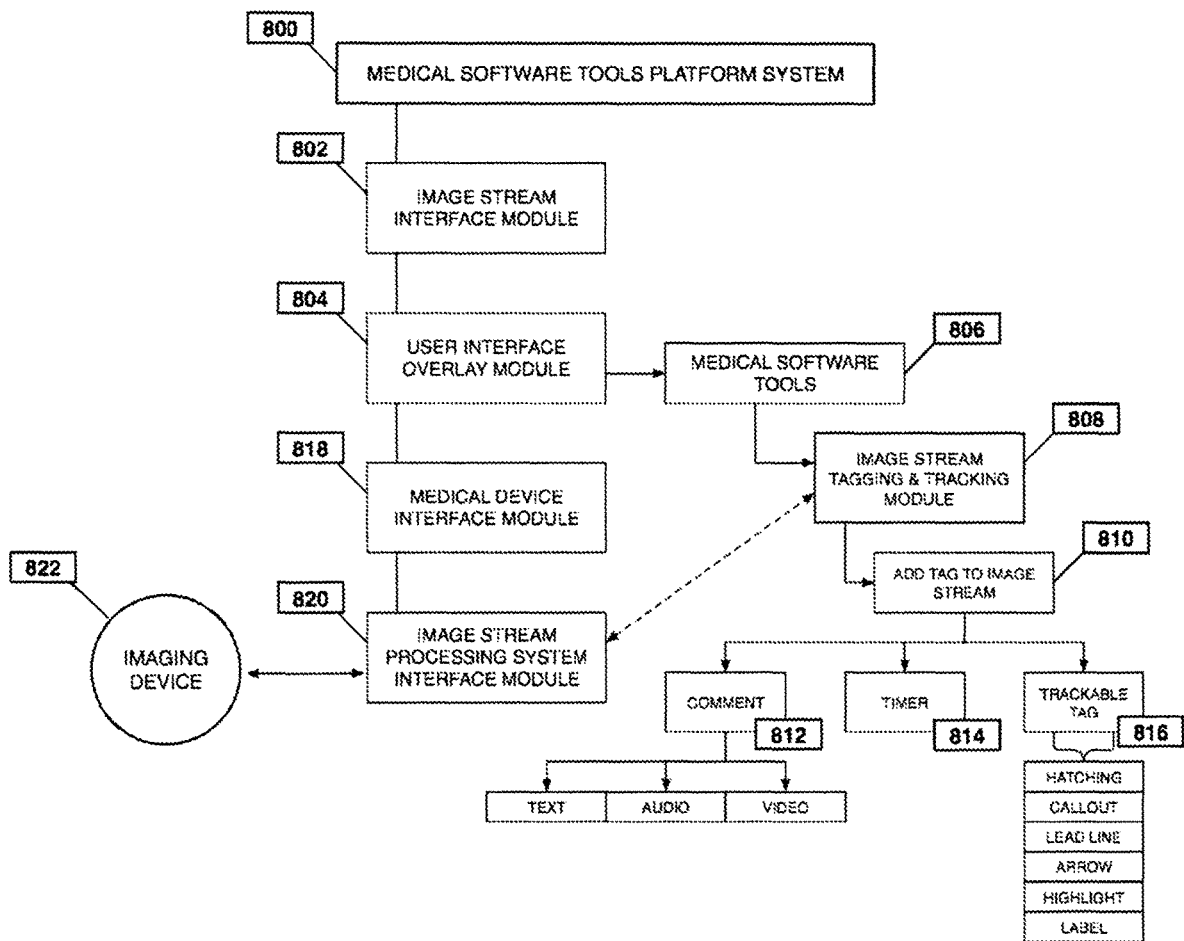 800
MEDICAL SOFTWARE TOOLS PLATFORM SYSTEM
802
IMAGE STREAM
INTERFACE MODULE
804
USER INTERFACE
OVERLAY MODULE
806
MEDICAL SOFTWARE
TOOLS
808
IMAGE STREAM
TAGGING & TRACKING
MODULE
818
MEDICAL DEVICE
INTERFACE MODULE
810
ADD TAG TO IMAGE
STREAM
822
IMAGING
DEVICE
820
IMAGE STREAM
PROCESSING SYSTEM
INTERFACE MODULE
COMMENT
812
TIMER
814
TRACKABLE
TAG
816
TEXT
AUDIO
VIDEO
HATCHING
CALLOUT
LEAD LINE
ARROW
HIGHLIGHT
LABEL